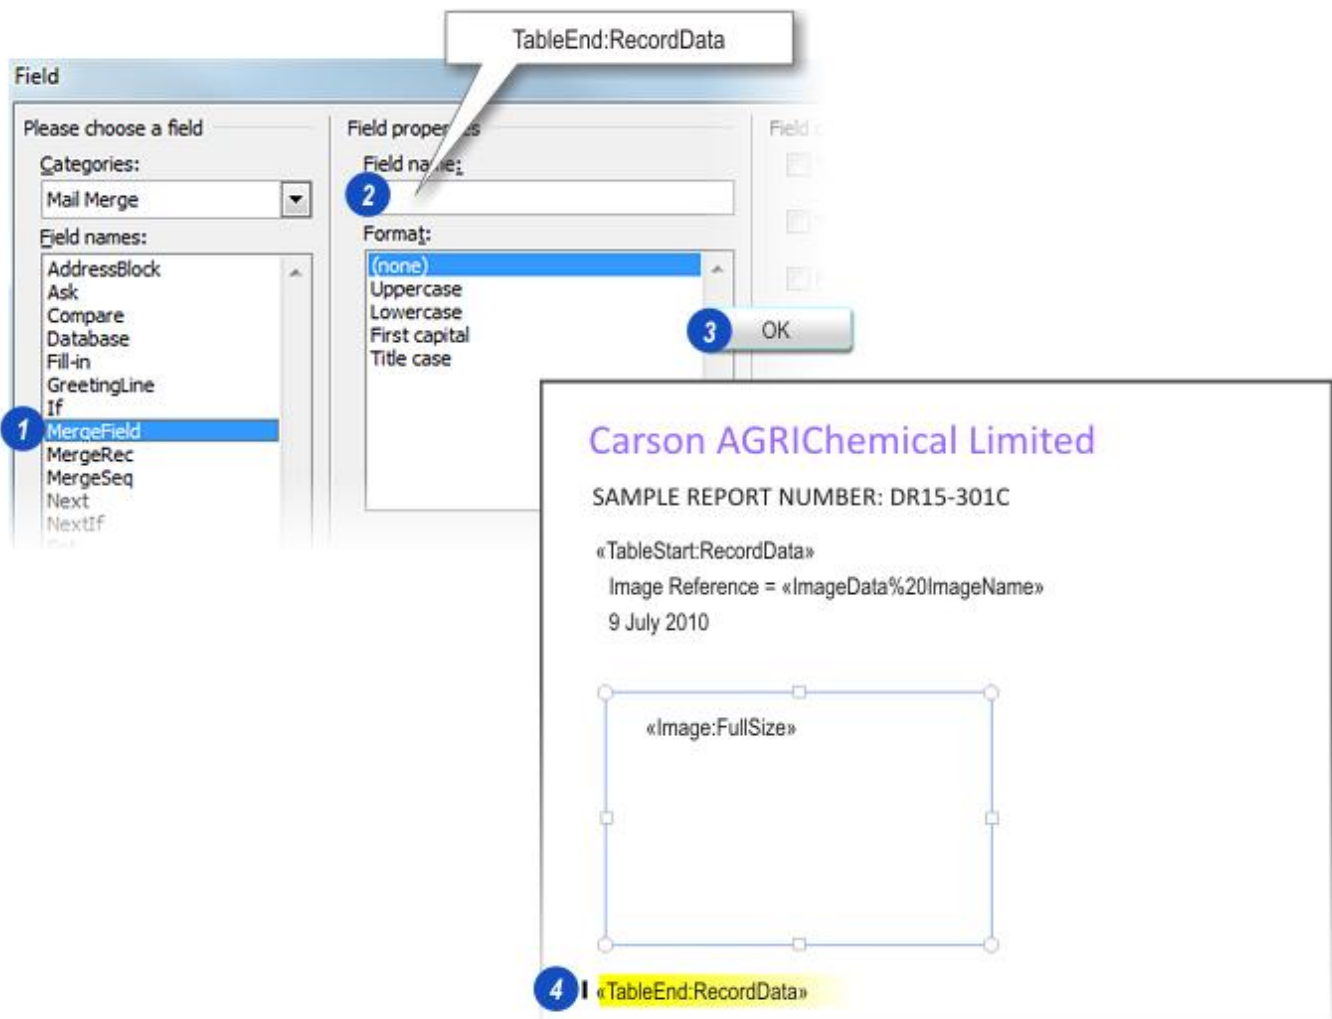 TableEnd:RecordData
Field
Please choose a field
Categories:
Mail Merge
Field names:
AddressBlock
Ask
Compare
Database
Fill-in
GreetingLine
If
1
MergeField
MergeRec
MergeSeq
Next
NextIf
Field properties
Field name:
2
Format:
(none)
Uppercase
Lowercase
First capital
Title case
Field
3 OK
Carson AGRIChemical Limited
SAMPLE REPORT NUMBER: DR15-301C
«TableStart:RecordData»
Image Reference = «ImageData%20ImageName»
9 July 2010
«Image:FullSize»
4 «TableEnd:RecordData»